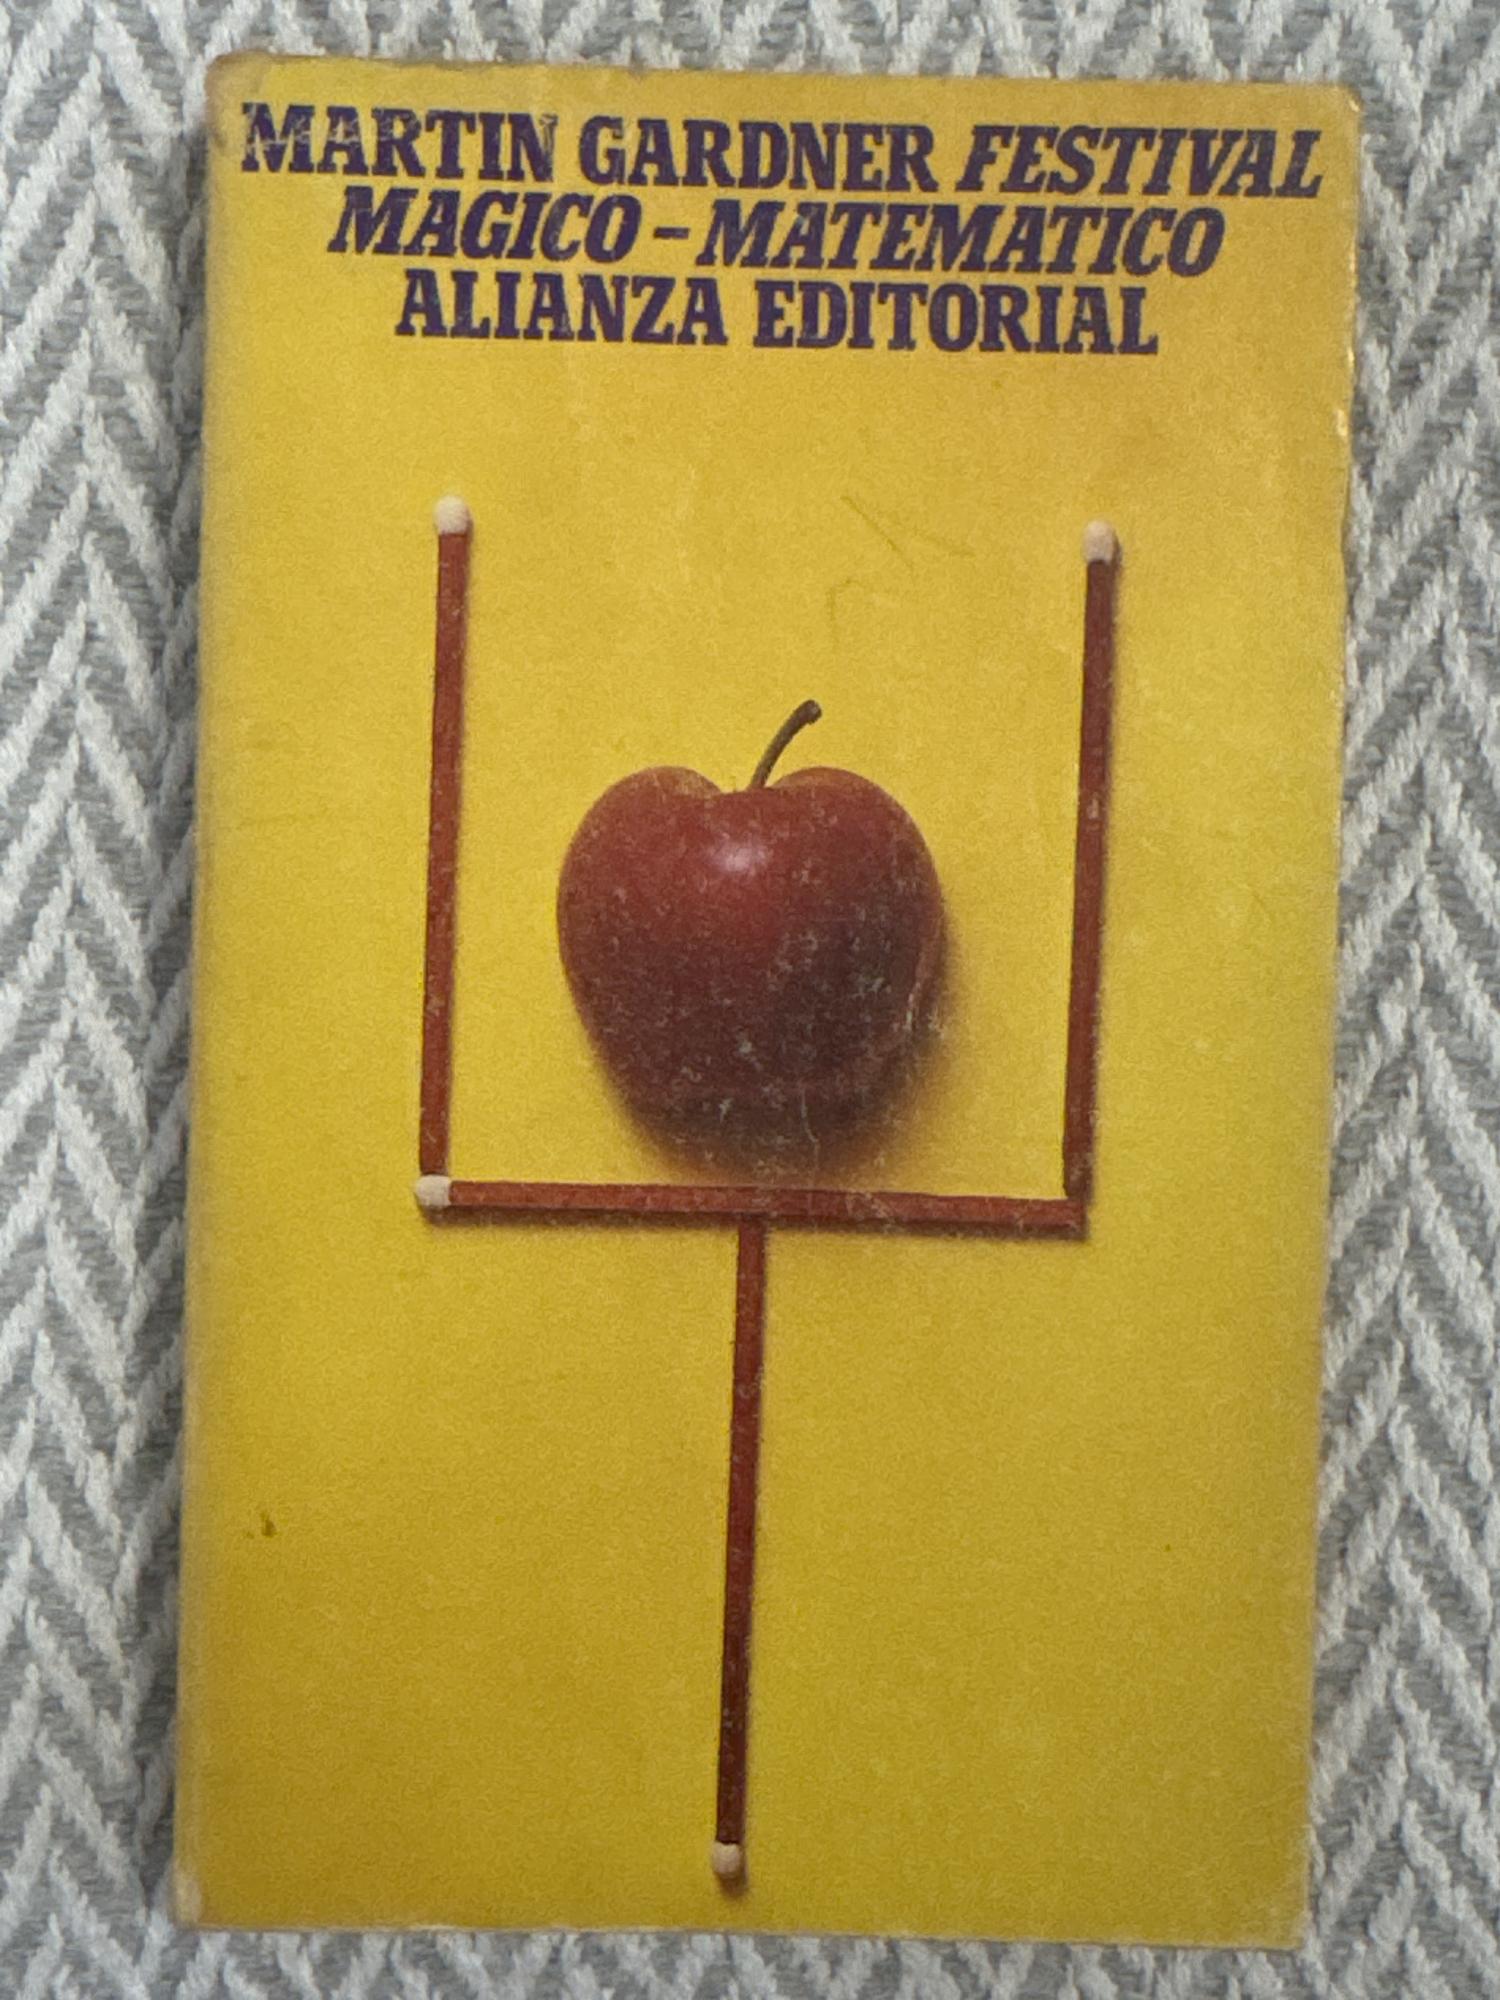 MARTIN GARDNER FESTIVAL
MAGICO - MATEMATICO
ALIANZA EDITORIAL